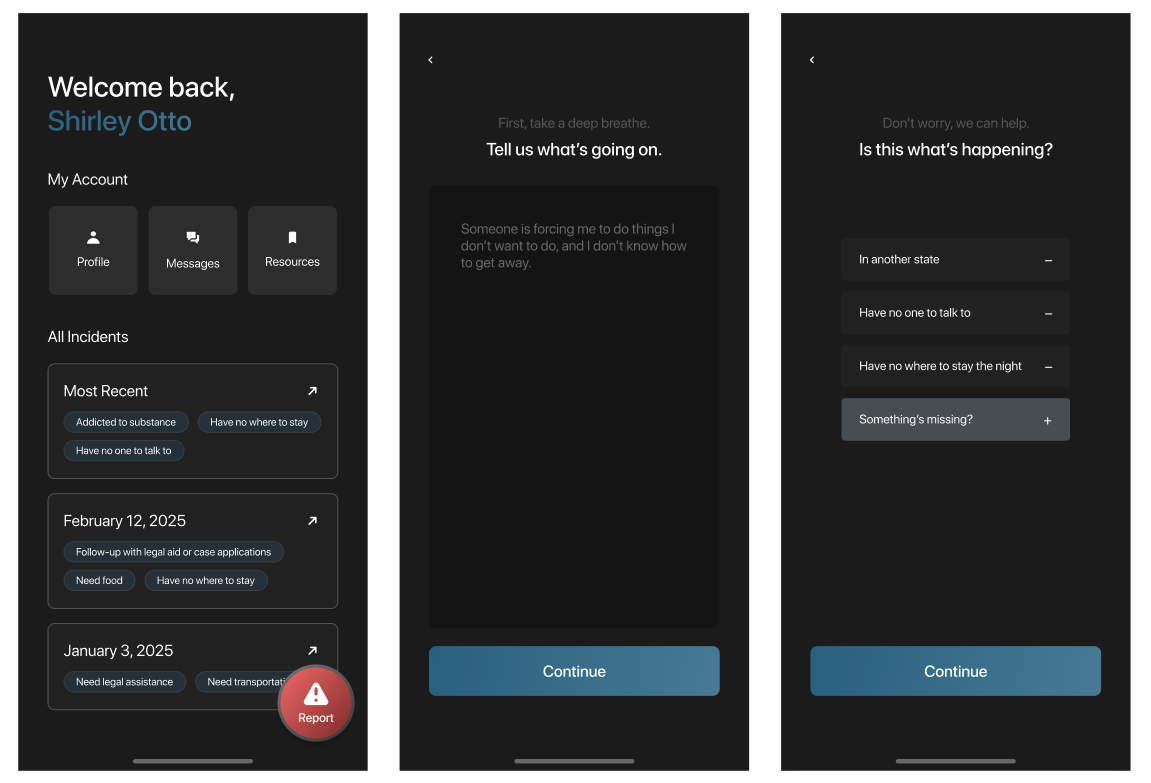 Welcome back,
Shirley Otto
My Account
Profile
Messages
Resources
All Incidents
Most Recent
Addicted to substance
Have no where to stay
Have no one to talk to
February 12, 2025
Follow-up with legal aid or case applications
Need food
Have no where to stay
January 3, 2025
Need legal assistance
Need
Report
First, take a deep breathe.
Tell us what's going on.
Someone is forcing me to do things I
don't want to do, and I don't know how
to get away.
Continue
Don't worry, we can help.
Is this what's happening?
In another state –
Have no one to talk to –
Have no where to stay the night –
Something's missing? +
Continue